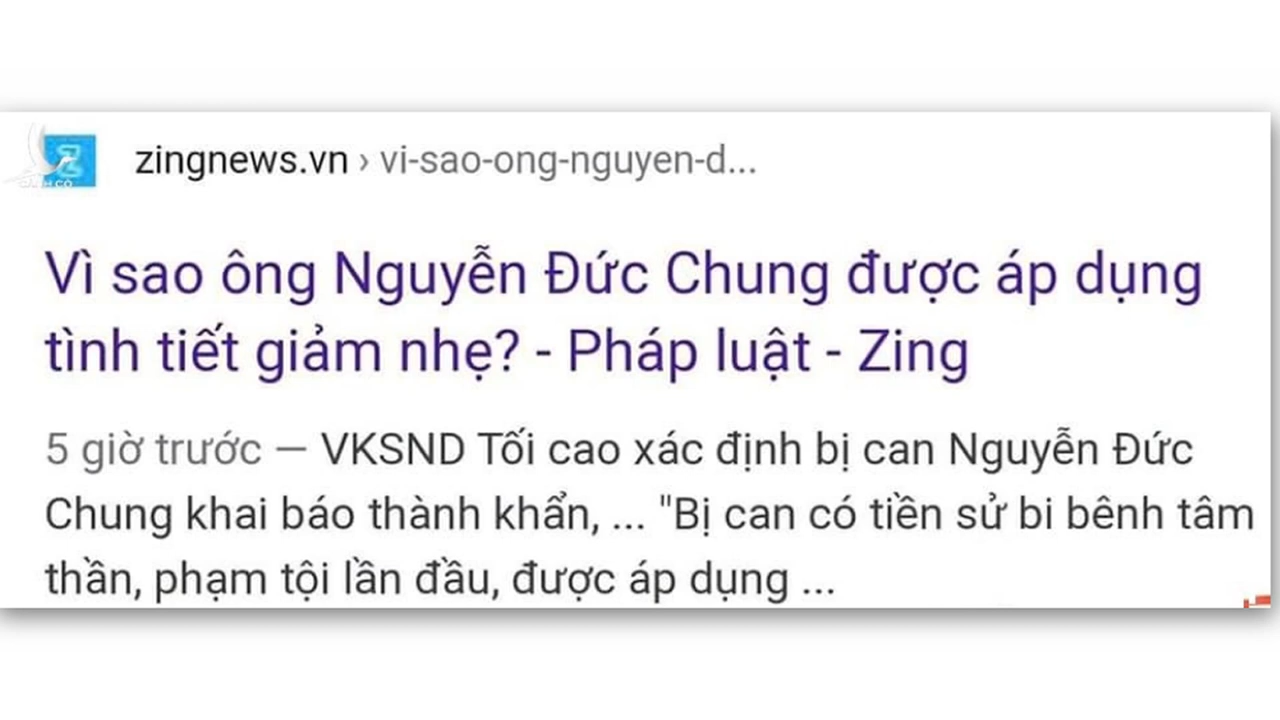 zingnews.vn › vi-sao-ong-nguyen-d...
Vì sao ông Nguyễn Đức Chung được áp dụng
tình tiết giảm nhẹ? - Pháp luật - Zing
5 giờ trước — VKSND Tối cao xác định bị can Nguyễn Đức
Chung khai báo thành khẩn, ... "Bị can có tiền sử bi bênh tâm
thần, phạm tội lần đầu, được áp dụng ...